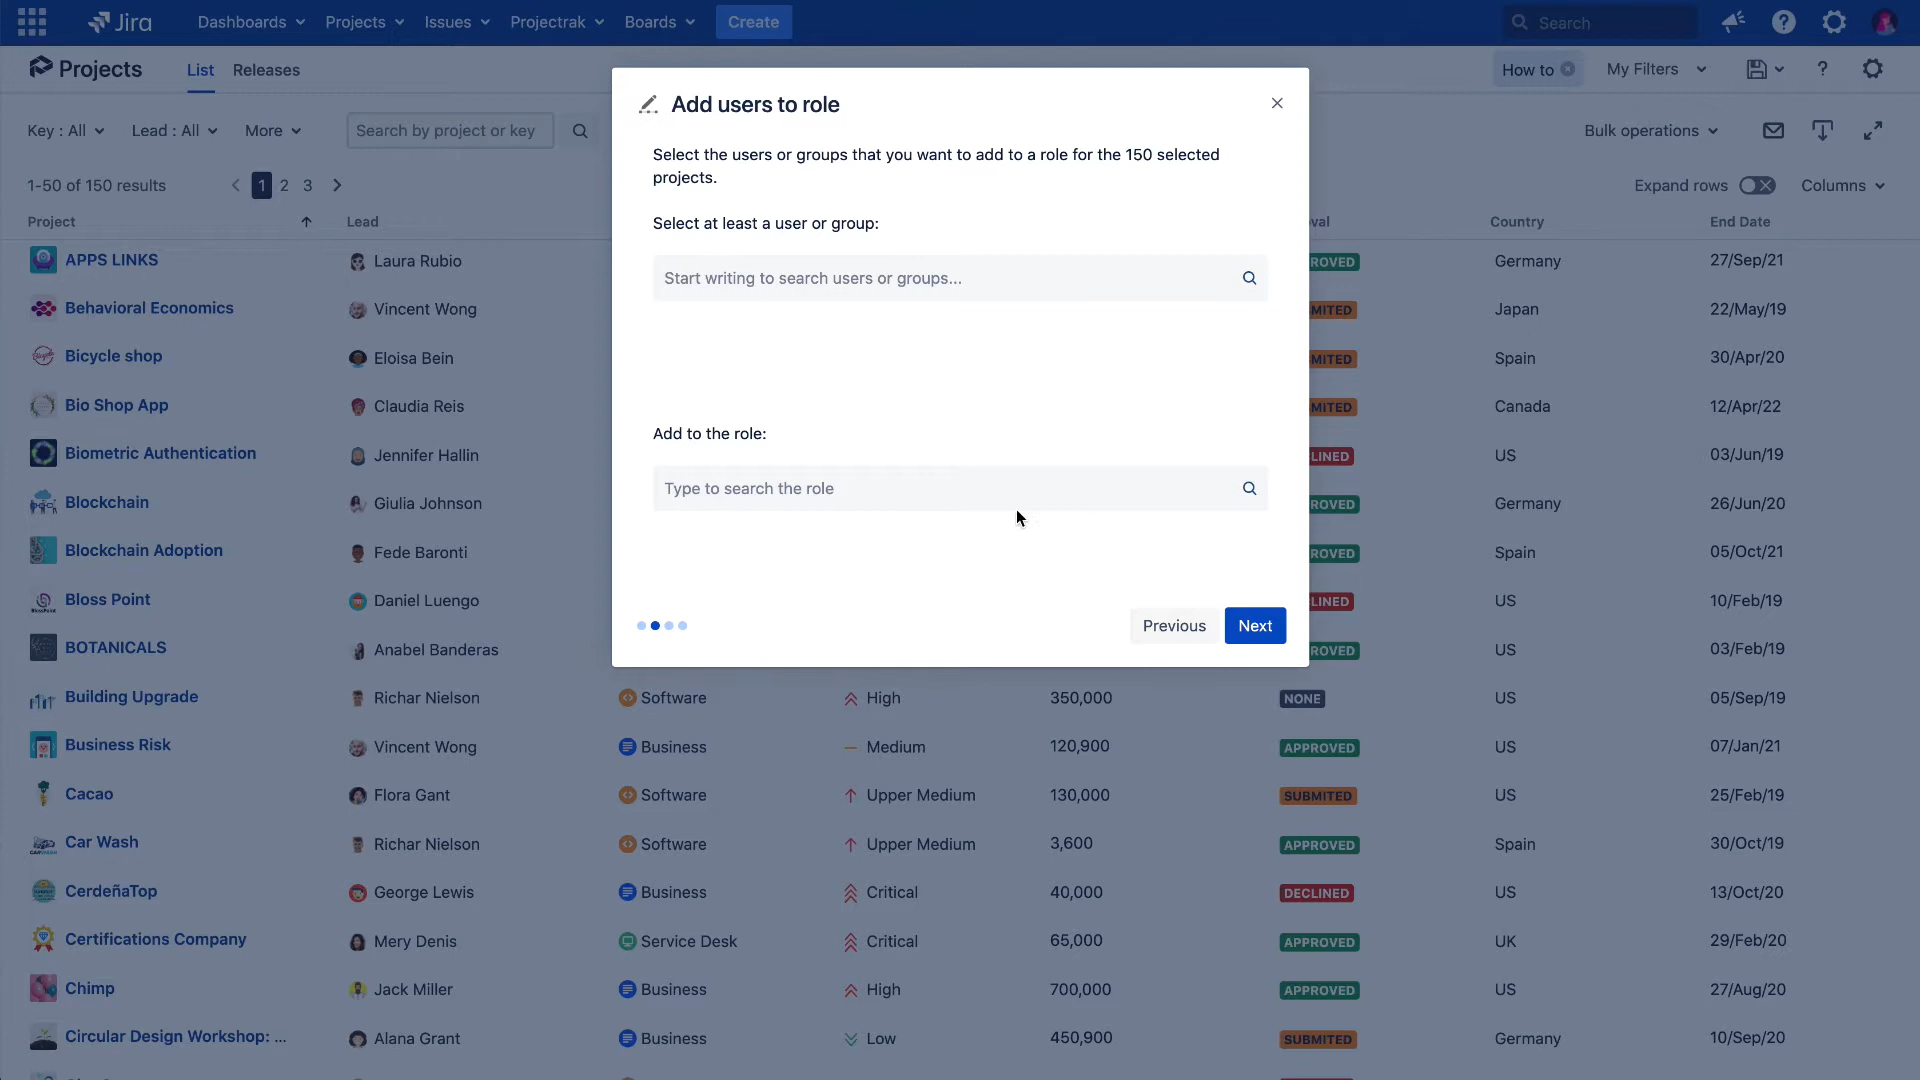 Jira Dashboards Projects Issues Projectrak Boards Create Search
Projects List Releases How to My Filters ?
Key : All Lead : All More Search by project or key Bulk operations
1-50 of 150 results 1 2 3 Expand rows Columns
Project Lead Country End Date
Add users to role
Select the users or groups that you want to add to a role for the 150 selected
projects.
Select at least a user or group:
Start writing to search users or groups...
Add to the role:
Type to search the role
Previous Next
APPS LINKS Laura Rubio ROVED Germany 27/Sep/21
Behavioral Economics Vincent Wong MITED Japan 22/May/19
Bicycle shop Eloisa Bein MITED Spain 30/Apr/20
Bio Shop App Claudia Reis MITED Canada 12/Apr/22
Biometric Authentication Jennifer Hallin LINED US 03/Jun/19
Blockchain Giulia Johnson ROVED Germany 26/Jun/20
Blockchain Adoption Fede Baronti ROVED Spain 05/Oct/21
Bloss Point Daniel Luengo LINED US 10/Feb/19
BOTANICALS Anabel Banderas ROVED US 03/Feb/19
Building Upgrade Richar Nielson Software High 350,000 NONE US 05/Sep/19
Business Risk Vincent Wong Business Medium 120,900 APPROVED US 07/Jan/21
Cacao Flora Gant Software Upper Medium 130,000 SUBMITED US 25/Feb/19
Car Wash Richar Nielson Software Upper Medium 3,600 APPROVED Spain 30/Oct/19
CerdeñaTop George Lewis Business Critical 40,000 DECLINED US 13/Oct/20
Certifications Company Mery Denis Service Desk Critical 65,000 APPROVED UK 29/Feb/20
Chimp Jack Miller Business High 700,000 APPROVED US 27/Aug/20
Circular Design Workshop: ... Alana Grant Business Low 450,900 SUBMITED Germany 10/Sep/20